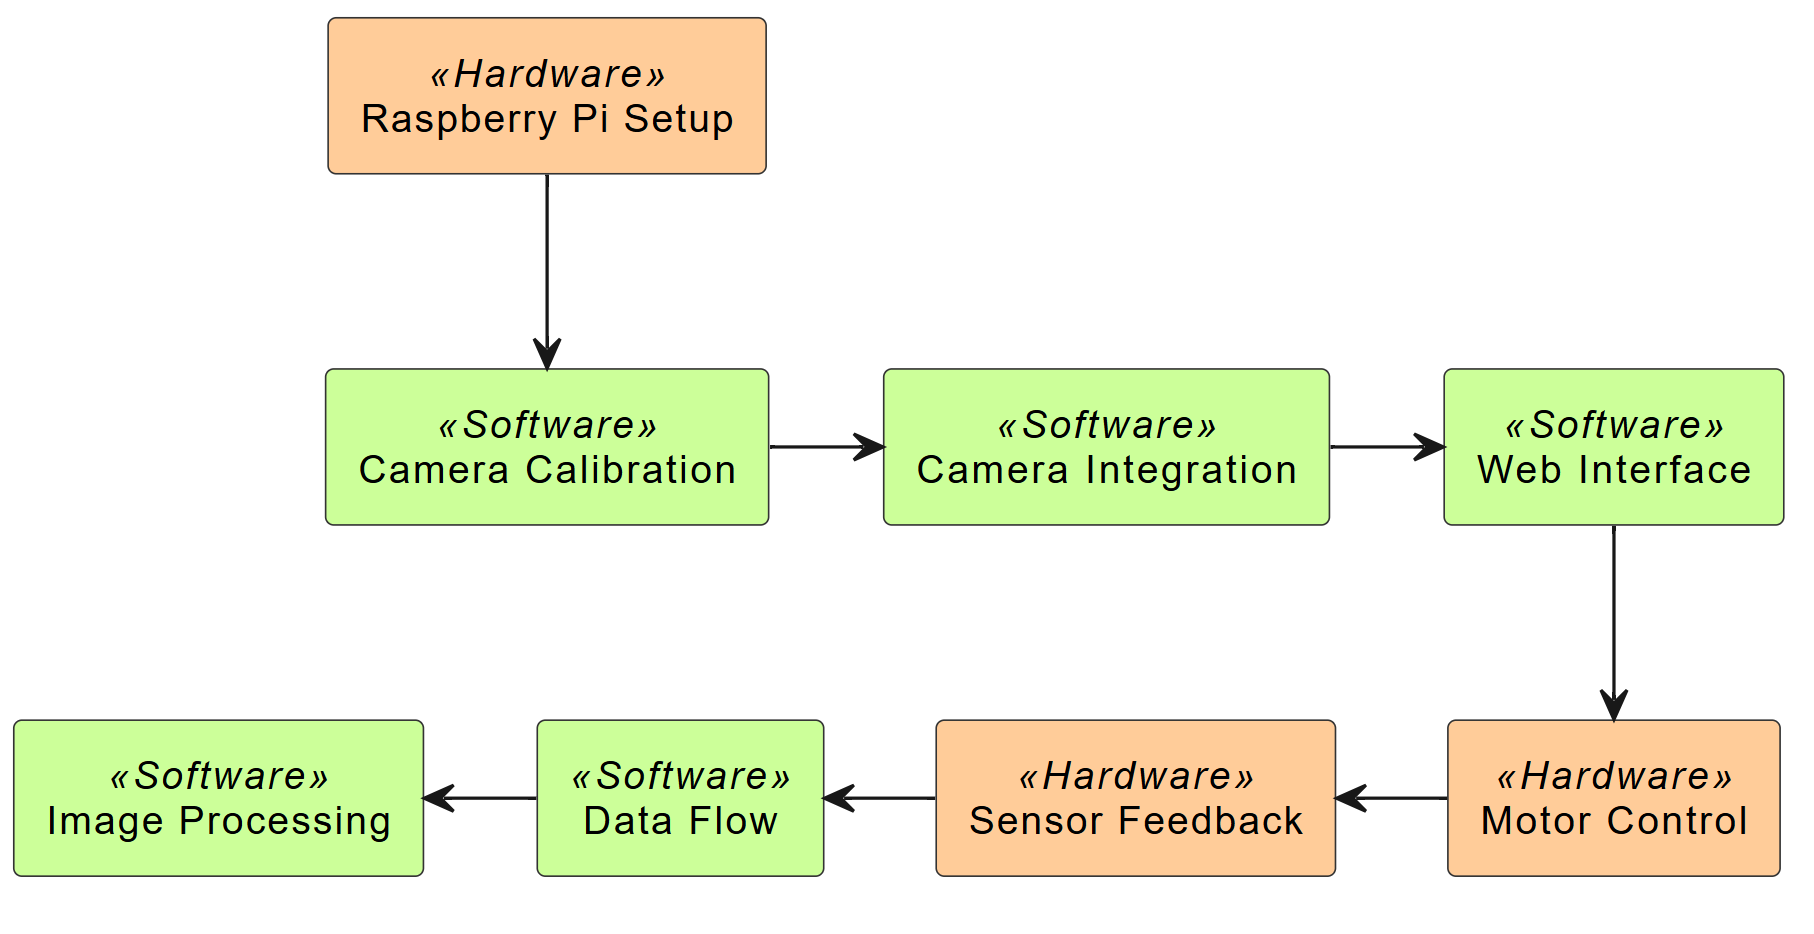 «Hardware»
Raspberry Pi Setup
«Software»
Camera Calibration
«Software»
Camera Integration
«Software»
Web Interface
«Software»
Image Processing
«Software»
Data Flow
«Hardware»
Sensor Feedback
«Hardware»
Motor Control